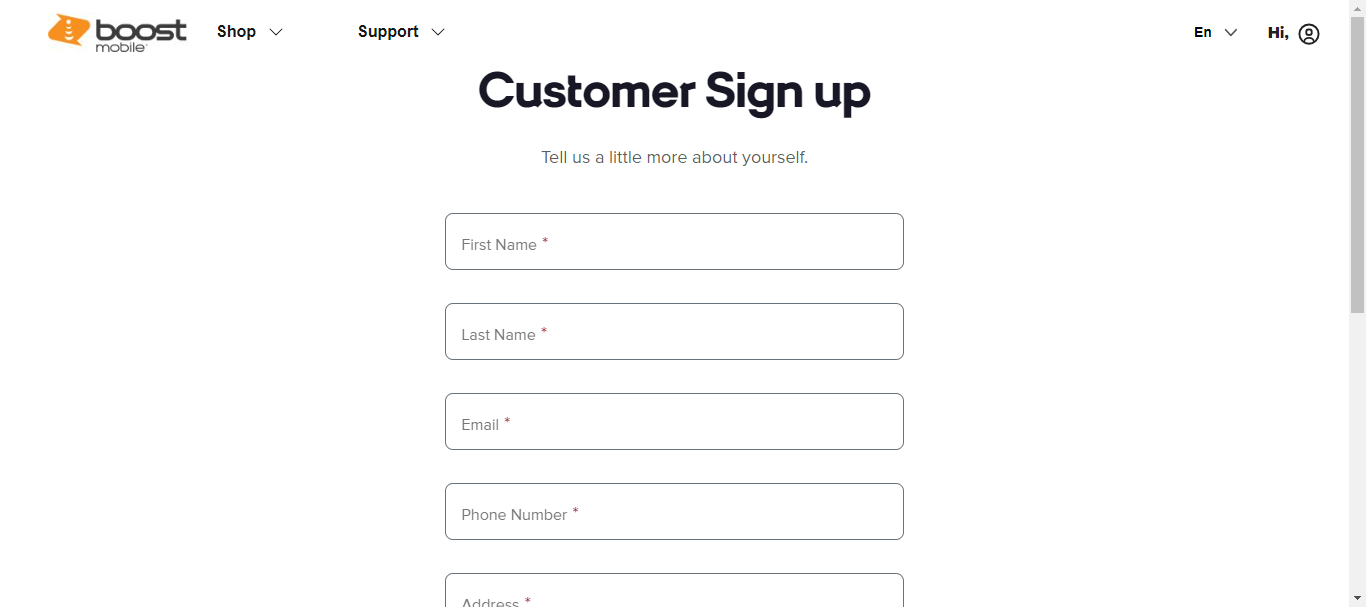 boost mobile Shop Support En Hi,
Customer Sign up
Tell us a little more about yourself.
First Name *
Last Name *
Email *
Phone Number *
Address *